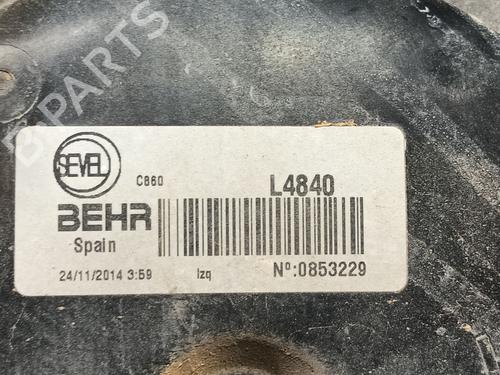 B-PARTS
SEVEL
C860
L4840
BEHR
Spain
24/11/2014 3:59
Izq
Nº:0853229